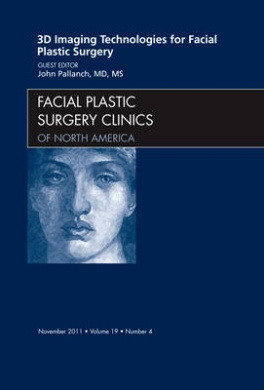 3D Imaging Technologies for Facial
Plastic Surgery
GUEST EDITOR
John Pallanch, MD, MS
FACIAL PLASTIC
SURGERY CLINICS
OF NORTH AMERICA
November 2011 • Volume 19 • Number 4